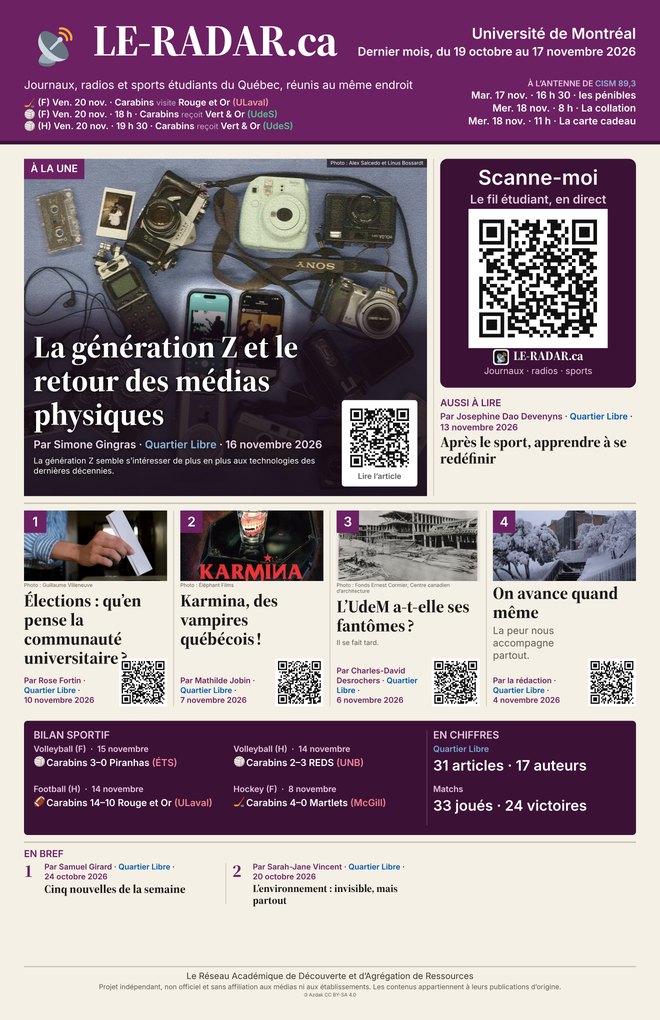 LE-RADAR.ca
Université de Montréal
Dernier mois, du 19 octobre au 17 novembre 2026
Journaux, radios et sports étudiants du Québec, réunis au même endroit
(F) Ven. 20 nov. · Carabins visite Rouge et Or (ULaval)
(F) Ven. 20 nov. · 18 h · Carabins reçoit Vert & Or (UdeS)
(H) Ven. 20 nov. · 19 h 30 · Carabins reçoit Vert & Or (UdeS)
À L'ANTENNE DE CISM 89,3
Mar. 17 nov. · 16 h 30 · les pénibles
Mer. 18 nov. · 8 h · La collation
Mer. 18 nov. · 11 h · La carte cadeau
À LA UNE
Photo : Alex Salcedo et Linus Bossardt
SONY
La génération Z et le
retour des médias
physiques
Par Simone Gingras · Quartier Libre · 16 novembre 2026
La génération Z semble s'intéresser de plus en plus aux technologies des
dernières décennies.
Lire l'article
Scanne-moi
Le fil étudiant, en direct
LE-RADAR.ca
Journaux · radios · sports
AUSSI À LIRE
Par Josephine Dao Devenyns · Quartier Libre ·
13 novembre 2026
Après le sport, apprendre à se
redéfinir
1
Photo : Guillaume Villeneuve
Élections : qu'en
pense la
communauté
universitaire ?
Par Rose Fortin ·
Quartier Libre ·
10 novembre 2026
2
KARMINA
Photo : Éléphant Films
Karmina, des
vampires
québécois !
Par Mathilde Jobin ·
Quartier Libre ·
7 novembre 2026
3
Photo : Fonds Ernest Cormier, Centre canadien
d'architecture
L'UdeM a-t-elle ses
fantômes ?
Il se fait tard.
Par Charles-David
Desrochers · Quartier
Libre ·
6 novembre 2026
4
On avance quand
même
La peur nous
accompagne
partout.
Par la rédaction ·
Quartier Libre ·
4 novembre 2026
BILAN SPORTIF
Volleyball (F) · 15 novembre
Carabins 3–0 Piranhas (ÉTS)
Volleyball (H) · 14 novembre
Carabins 2–3 REDS (UNB)
Football (H) · 14 novembre
Carabins 14–10 Rouge et Or (ULaval)
Hockey (F) · 8 novembre
Carabins 4–0 Martlets (McGill)
EN CHIFFRES
Quartier Libre
31 articles · 17 auteurs
Matchs
33 joués · 24 victoires
EN BREF
1
Par Samuel Girard · Quartier Libre ·
24 octobre 2026
Cinq nouvelles de la semaine
2
Par Sarah-Jane Vincent · Quartier Libre ·
20 octobre 2026
L'environnement : invisible, mais
partout
Le Réseau Académique de Découverte et d'Agrégation de Ressources
Projet indépendant, non officiel et sans affiliation aux médias ni aux établissements. Les contenus appartiennent à leurs publications d'origine.
© Azdak CC BY-SA 4.0